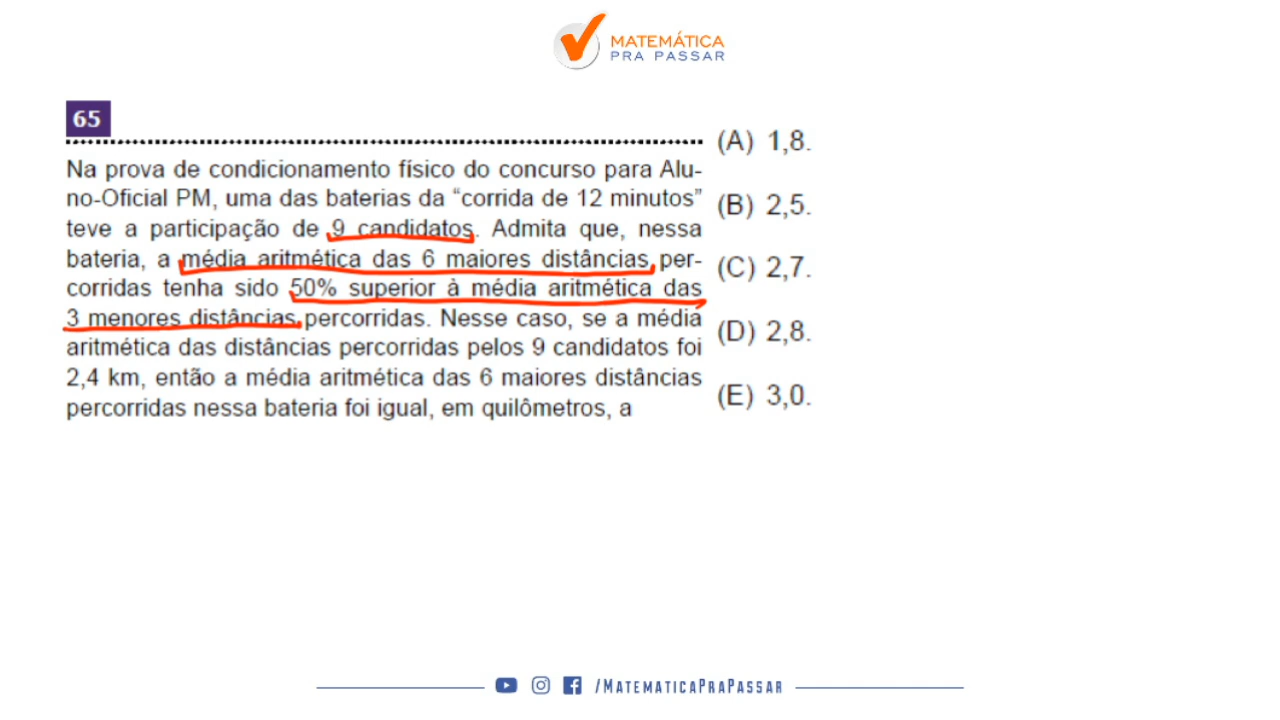 MATEMÁTICA
PRA PASSAR
65
Na prova de condicionamento físico do concurso para Alu-
no-Oficial PM, uma das baterias da “corrida de 12 minutos”
teve a participação de 9 candidatos. Admita que, nessa
bateria, a média aritmética das 6 maiores distâncias per-
corridas tenha sido 50% superior à média aritmética das
3 menores distâncias percorridas. Nesse caso, se a média
aritmética das distâncias percorridas pelos 9 candidatos foi
2,4 km, então a média aritmética das 6 maiores distâncias
percorridas nessa bateria foi igual, em quilômetros, a
(A) 1,8.
(B) 2,5.
(C) 2,7.
(D) 2,8.
(E) 3,0.
/MATEMATICAPRAPASSAR